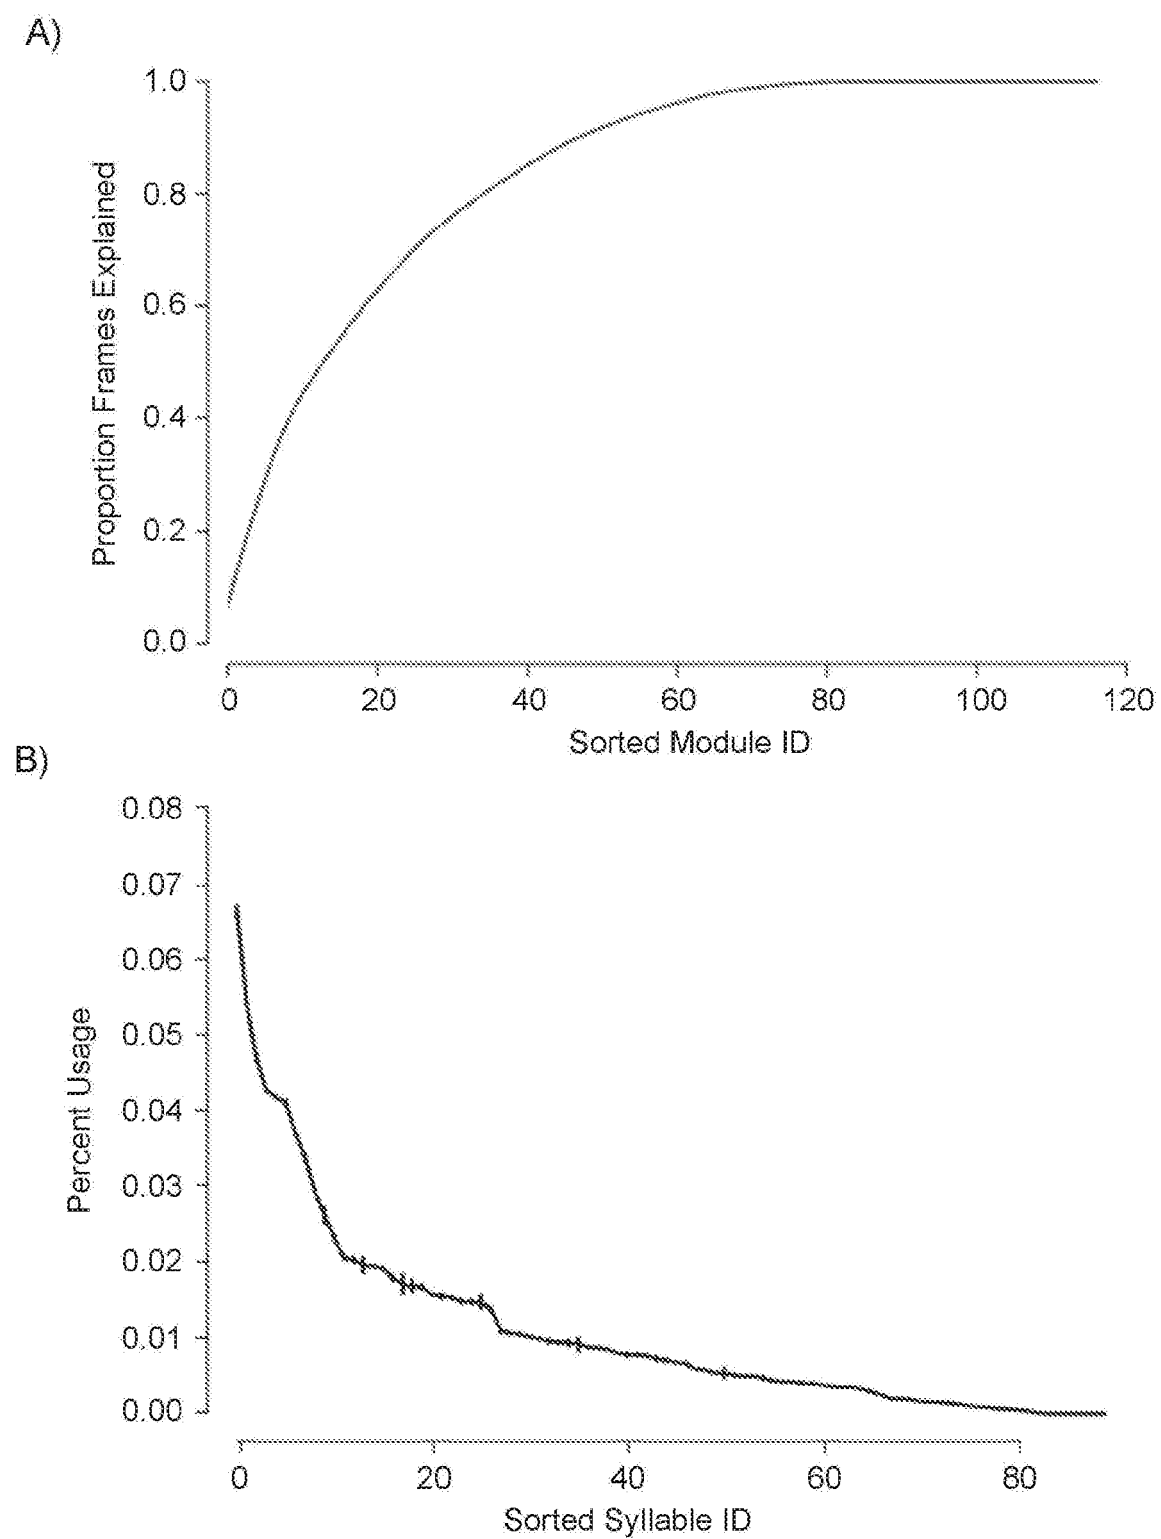 A)
1.0
0.8
0.6
0.4
0.2
0.0
Proportion Frames Explained
0 20 40 60 80 100 120
Sorted Module ID
B)
0.08
0.07
0.06
0.05
0.04
0.03
0.02
0.01
0.00
Percent Usage
0 20 40 60 80
Sorted Syllable ID